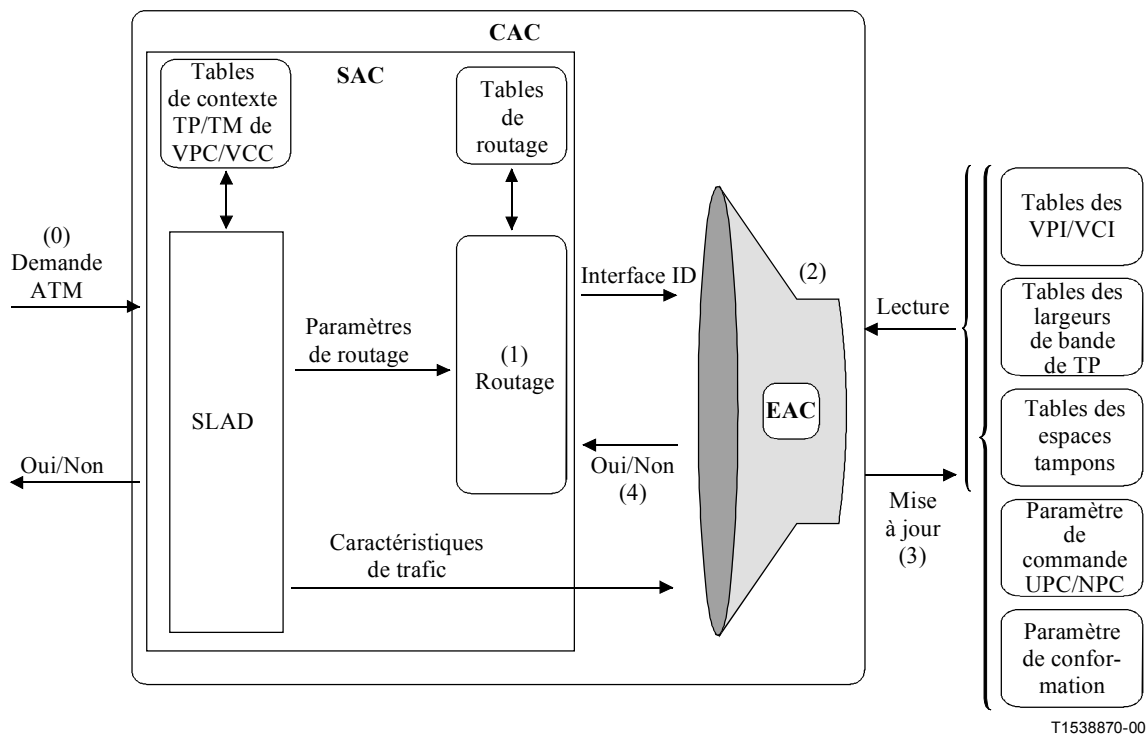 CAC
SAC
Tables
de contexte
TP/TM de
VPC/VCC
Tables
de
routage
(0)
Demande
ATM
Paramètres
de routage
(1)
Routage
Interface ID
(2)
EAC
Lecture
SLAD
Oui/Non
Oui/Non
(4)
Mise
à jour
(3)
Caractéristiques
de trafic
Tables des
VPI/VCI
Tables des
largeurs
de bande
de TP
Tables des
espaces
tampons
Paramètre
de
commande
UPC/NPC
Paramètre
de confor-
mation
T1538870-00